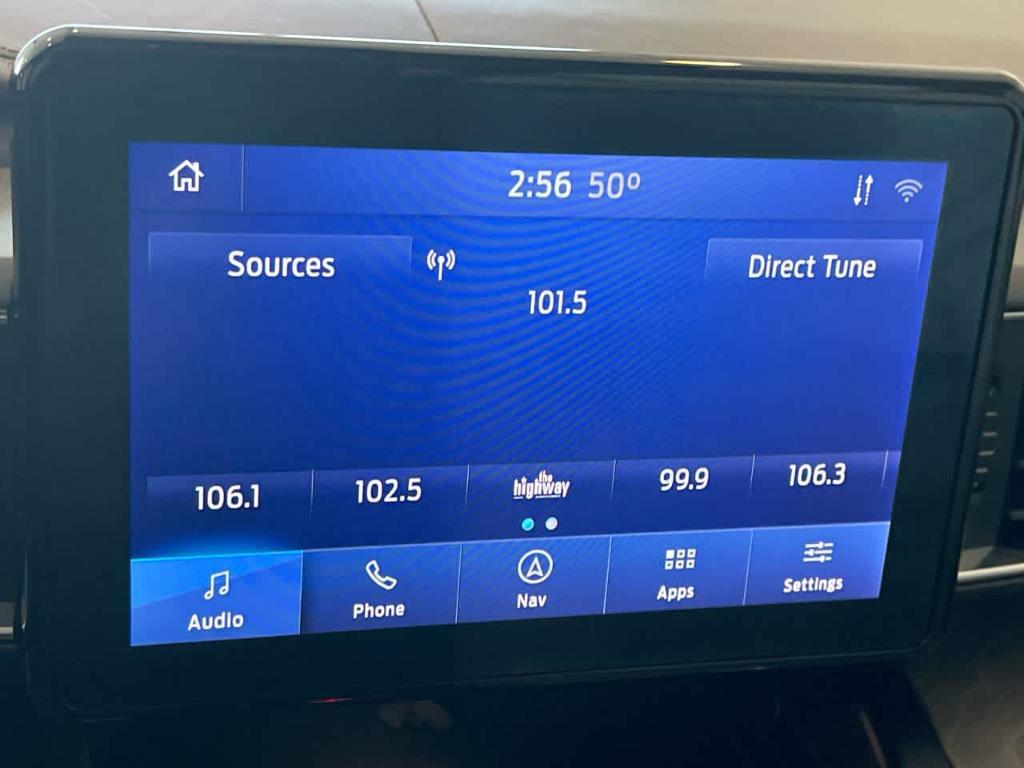 2:56 50°
Sources
Direct Tune
101.5
106.1
102.5
the highway
99.9
106.3
Audio
Phone
Nav
Apps
Settings